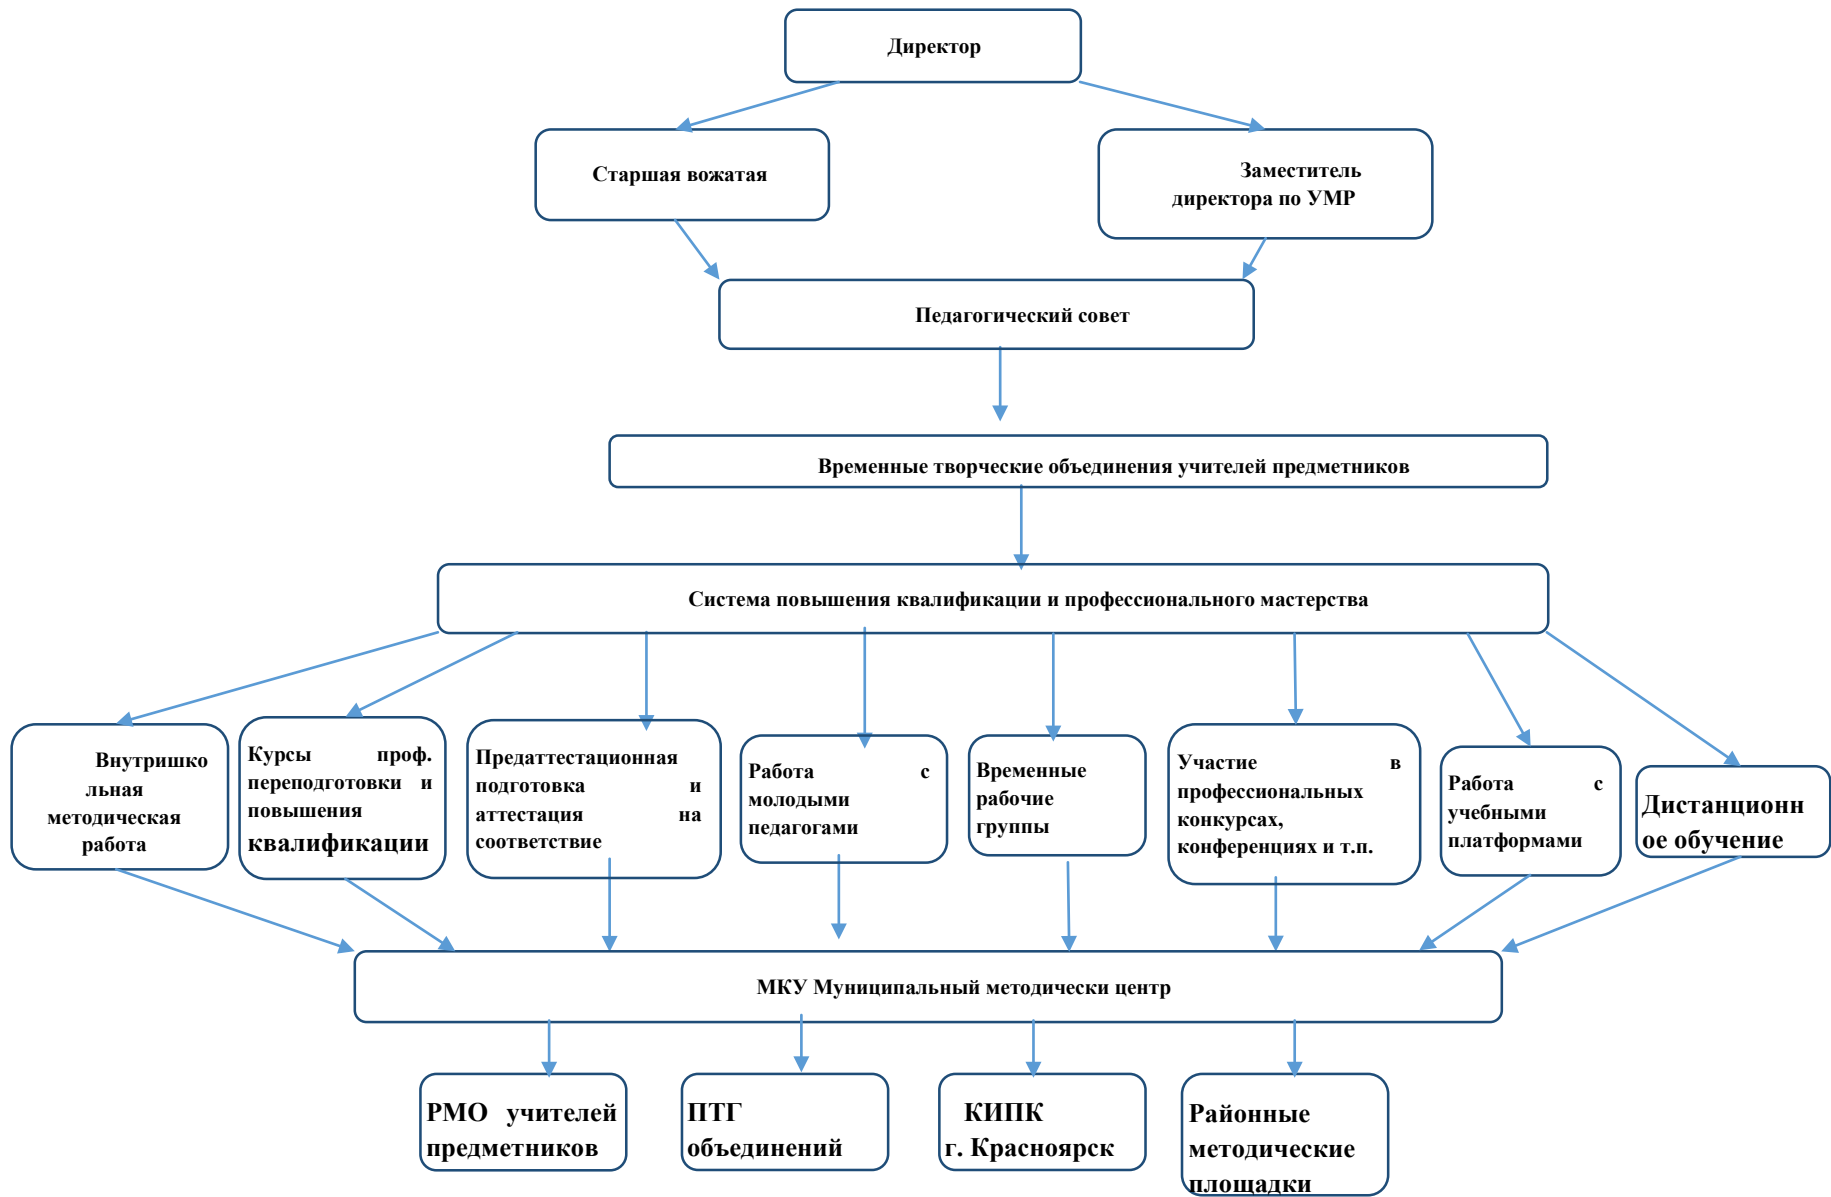 Директор
Старшая вожатая
Заместитель
директора по УМР
Педагогический совет
Временные творческие объединения учителей предметников
Система повышения квалификации и профессионального мастерства
Внутришко
льная
методическая
работа
Курсы проф.
переподготовки и
повышения
квалификации
Предаттестационная
подготовка и
аттестация на
соответствие
Работа с
молодыми
педагогами
Временные
рабочие
группы
Участие в
профессиональных
конкурсах,
конференциях и т.п.
Работа с
учебными
платформами
Дистанционн
ое обучение
МКУ Муниципальный методически центр
РМО учителей
предметников
ПТГ
объединений
КИПК
г. Красноярск
Районные
методические
площадки